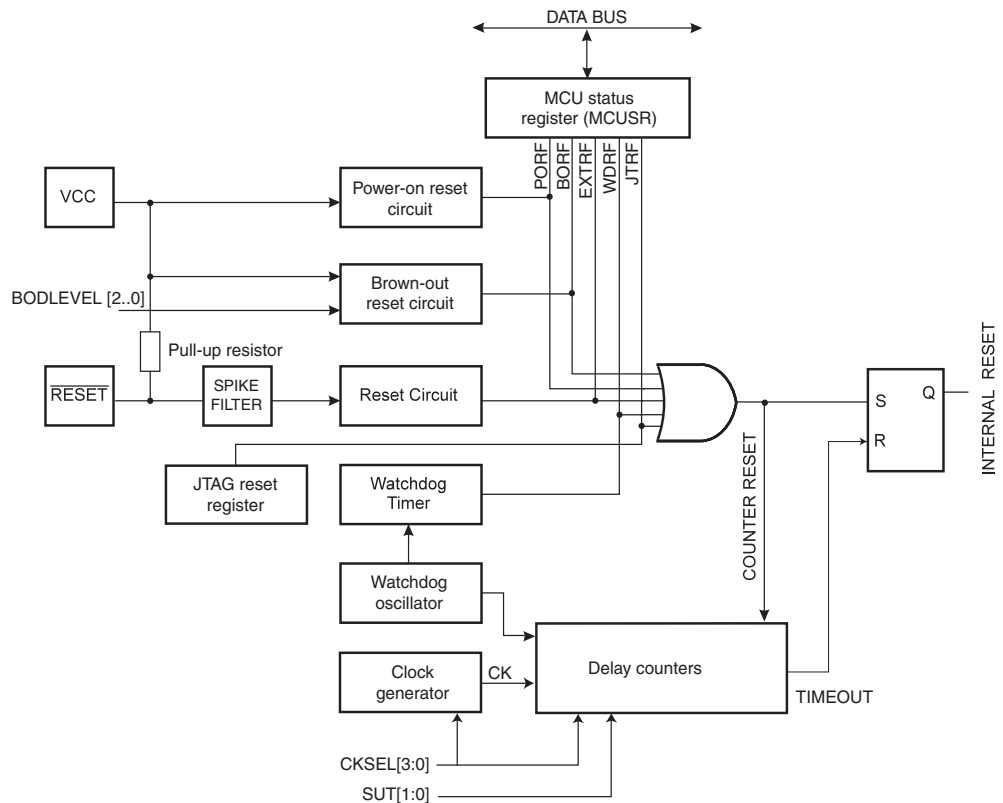 DATA BUS
MCU status
register (MCUSR)
PORF
BORF
EXTRF
WDRF
JTRF
VCC
Power-on reset
circuit
Brown-out
reset circuit
BODLEVEL [2..0]
Pull-up resistor
RESET
SPIKE
FILTER
Reset Circuit
JTAG reset
register
Watchdog
Timer
Watchdog
oscillator
Clock
generator
CK
Delay counters
CKSEL[3:0]
SUT[1:0]
COUNTER RESET
TIMEOUT
S
R
Q
INTERNAL RESET